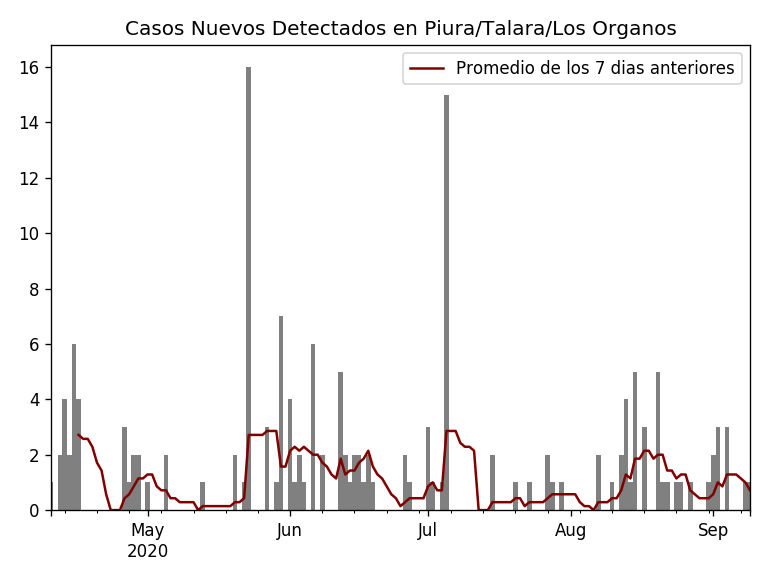 Casos Nuevos Detectados en Piura/Talara/Los Organos
Promedio de los 7 dias anteriores
16
14
12
10
8
6
4
2
0
May
2020
Jun
Jul
Aug
Sep